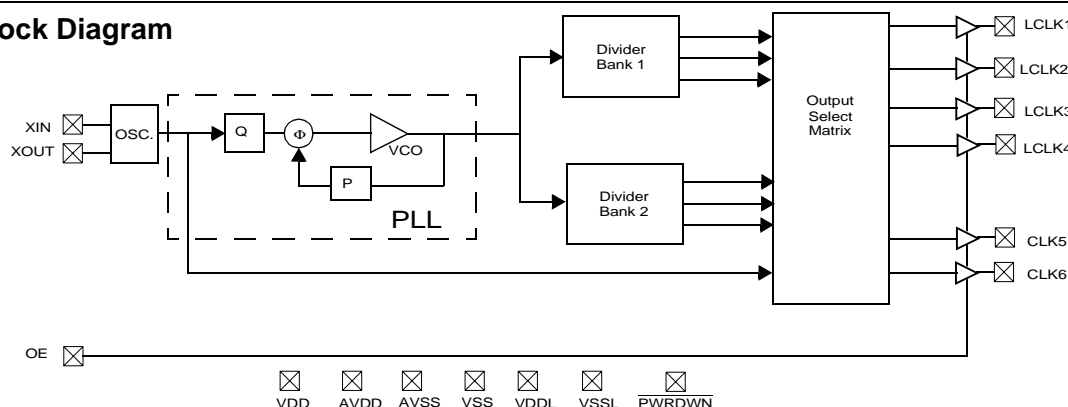 ock Diagram
LCLK1
Divider
Bank 1
LCLK2
Output
Select
Matrix
LCLK3
XIN
OSC.
Q
Φ
VCO
XOUT
LCLK4
P
PLL
Divider
Bank 2
CLK5
CLK6
OE
VDD AVDD AVSS VSS VDDL VSSL PWRDWN